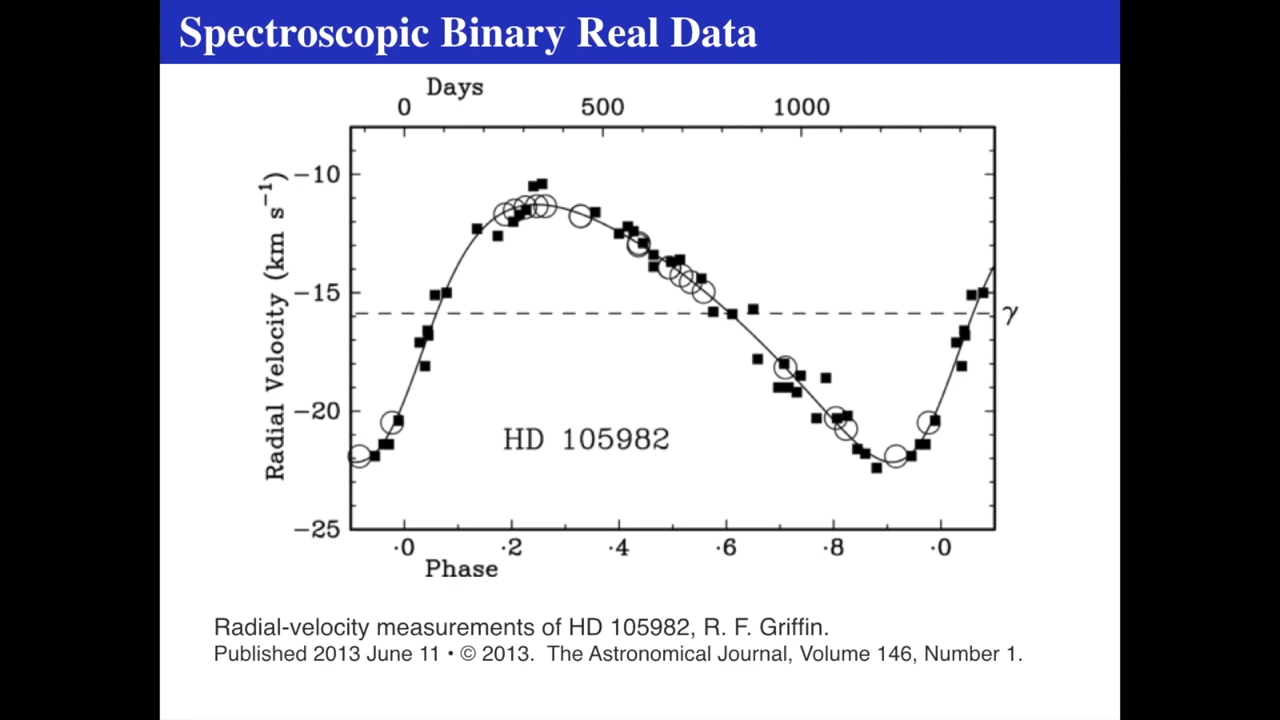 Spectroscopic Binary Real Data
Days
0 500 1000
Radial Velocity (km s⁻¹)
−10
−15
−20
−25
γ
HD 105982
·0 ·2 ·4 ·6 ·8 ·0
Phase
Radial-velocity measurements of HD 105982, R. F. Griffin.
Published 2013 June 11 • © 2013. The Astronomical Journal, Volume 146, Number 1.